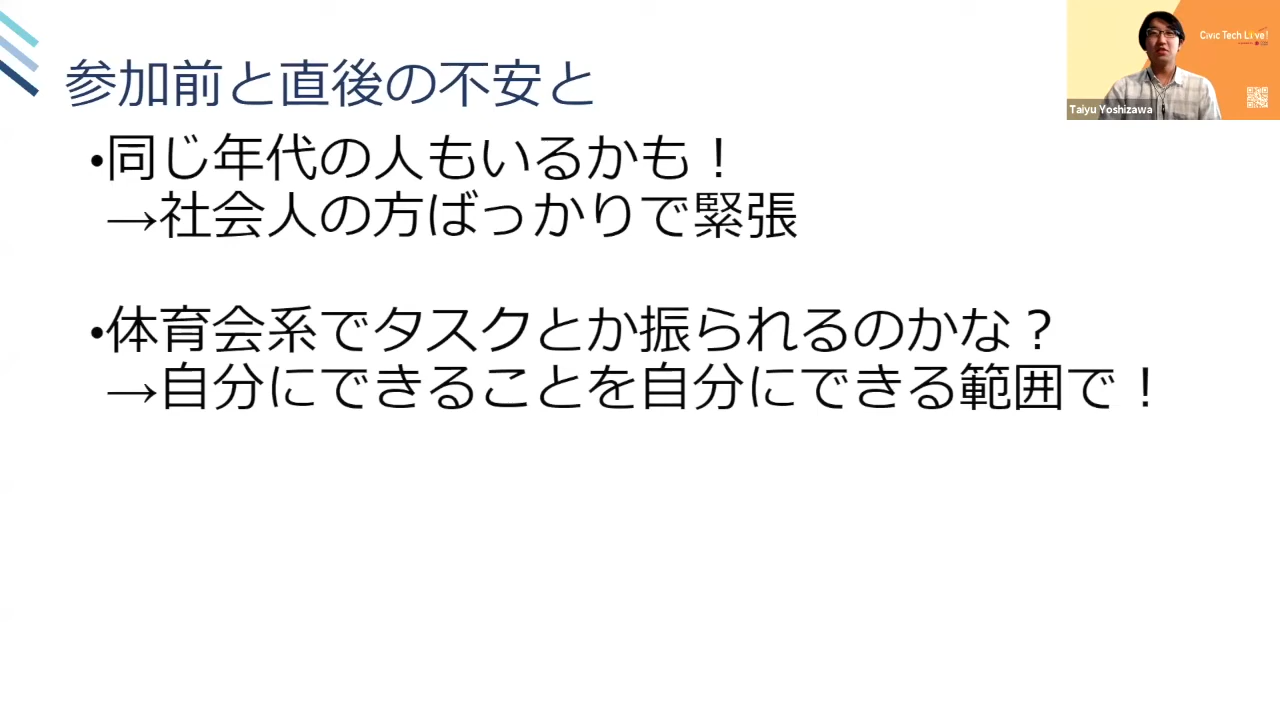 参加前と直後の不安と
•同じ年代の人もいるかも！
→社会人の方ばっかりで緊張
•体育会系でタスクとか振られるのかな？
→自分にできることを自分にできる範囲で！
Civic Tech Live!
Taiyu Yoshizawa